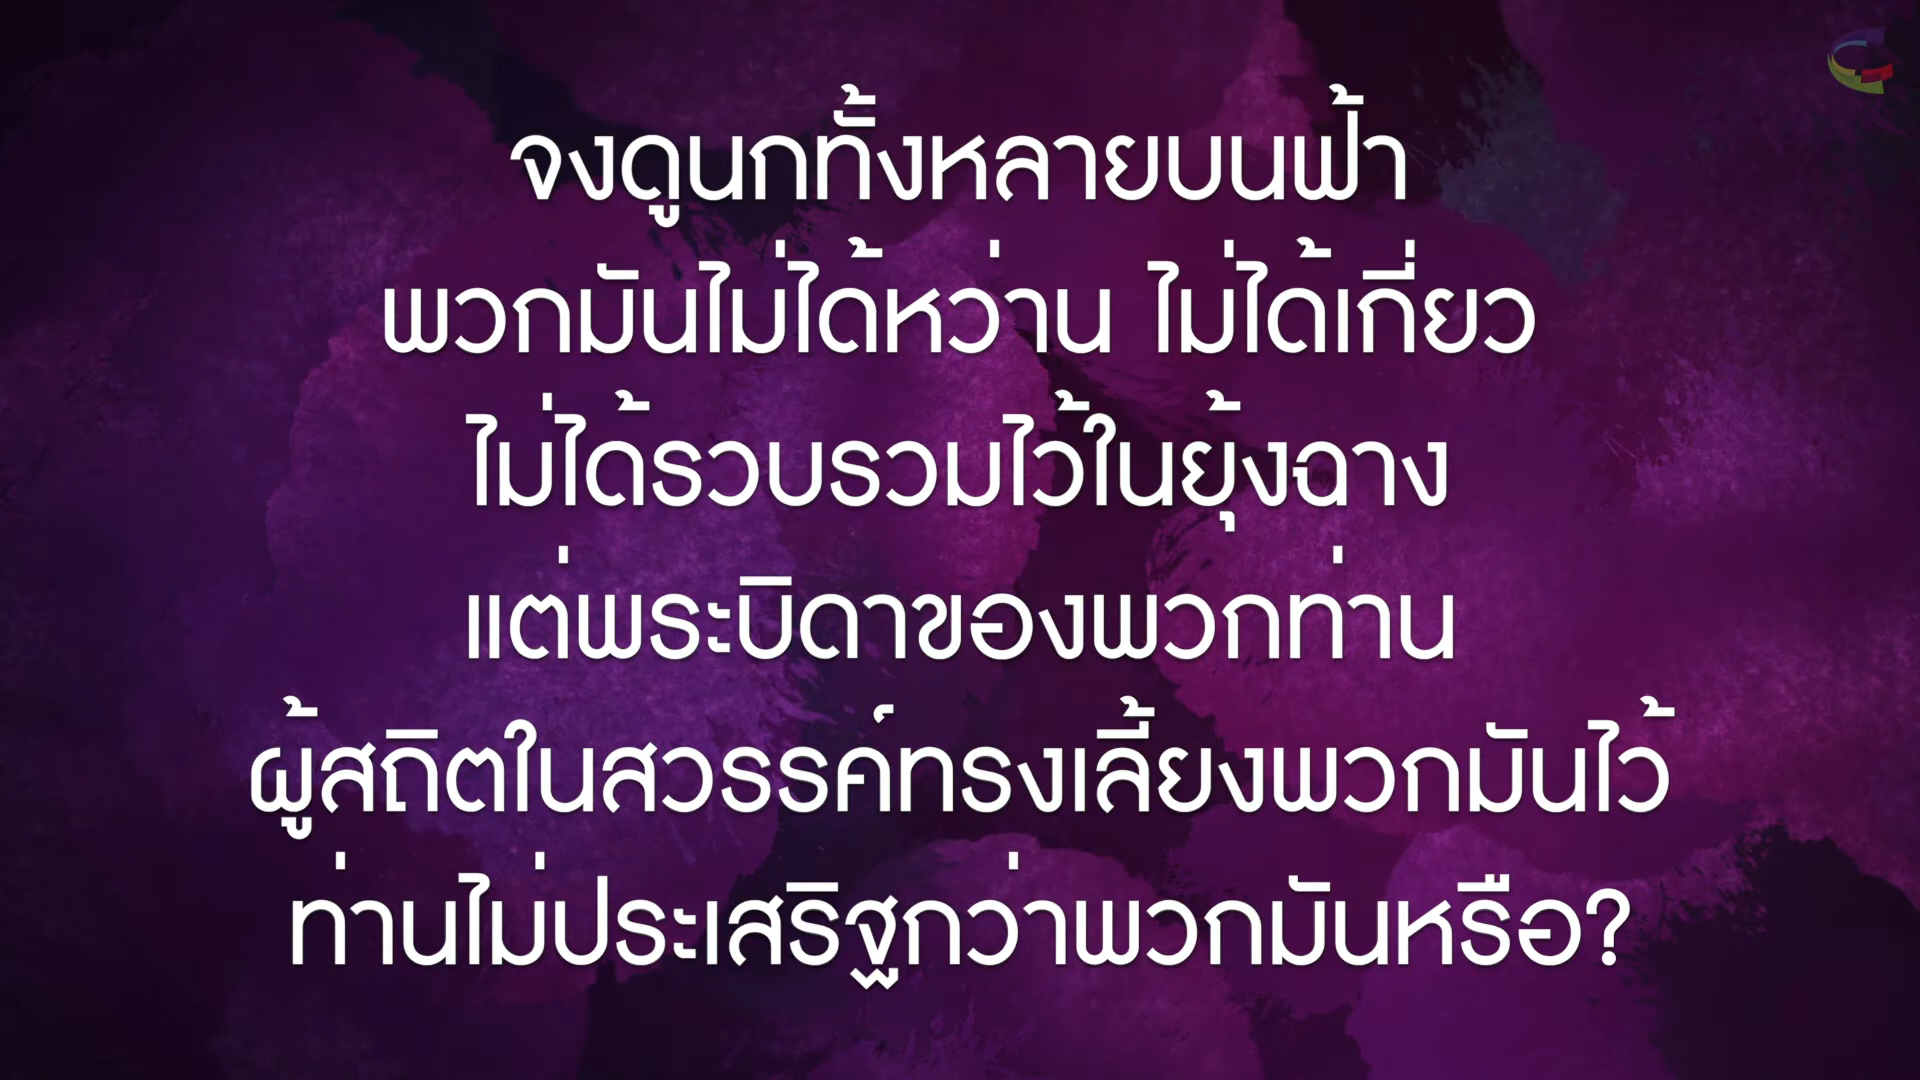 จงดูนกทั้งหลายบนฟ้า
พวกมันไม่ได้หว่าน ไม่ได้เกี่ยว
ไม่ได้รวบรวมไว้ในยุ้งฉาง
แต่พระบิดาของพวกท่าน
ผู้สถิตในสวรรค์ทรงเลี้ยงพวกมันไว้
ท่านไม่ประเสริฐกว่าพวกมันหรือ?